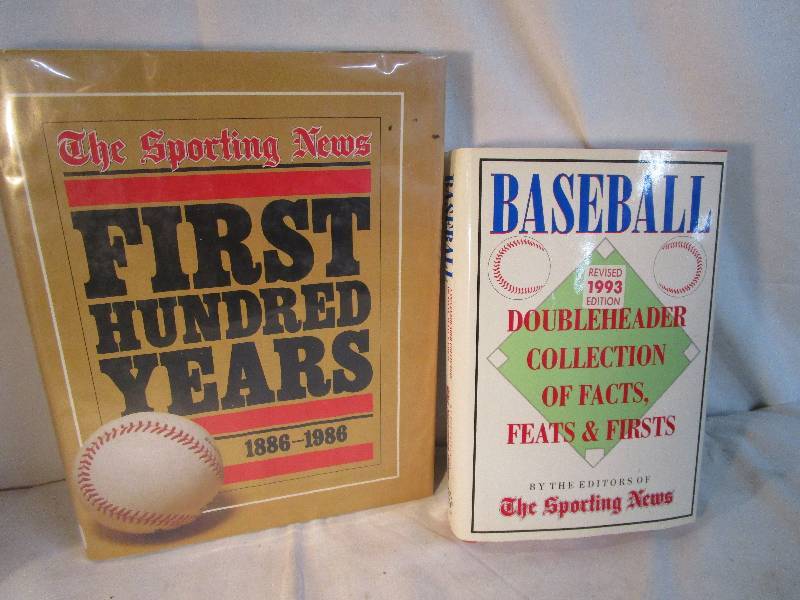 The Sporting News
FIRST
HUNDRED
YEARS
1886-1986
BASEBALL
BASEBALL
REVISED
1993
EDITION
DOUBLEHEADER
COLLECTION
OF FACTS,
FEATS & FIRSTS
BY THE EDITORS OF
The Sporting News